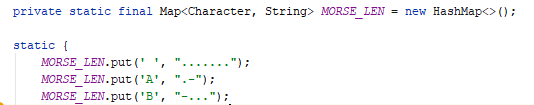 private static final Map<Character, String> MORSE_LEN = new HashMap<>();
static {
MORSE_LEN.put(' ', ".......");
MORSE_LEN.put('A', ".-");
MORSE_LEN.put('B', "-...");